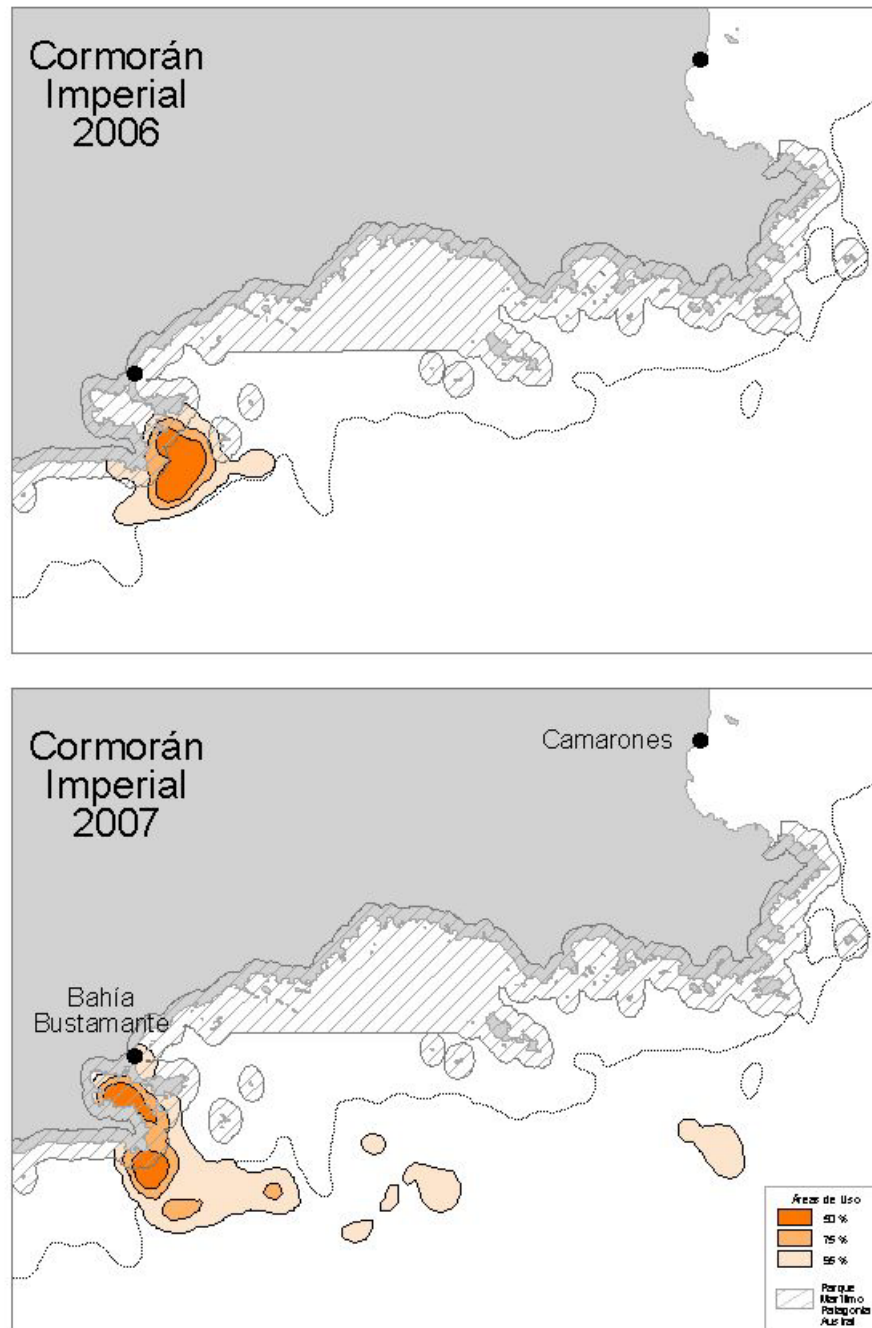 Cormorán
Imperial
2006
Cormorán
Imperial
2007
Camarones
Bahía
Bustamante
Áreas de Uso
50 %
75 %
95 %
Parque
Marítimo
Patagonia
Austral